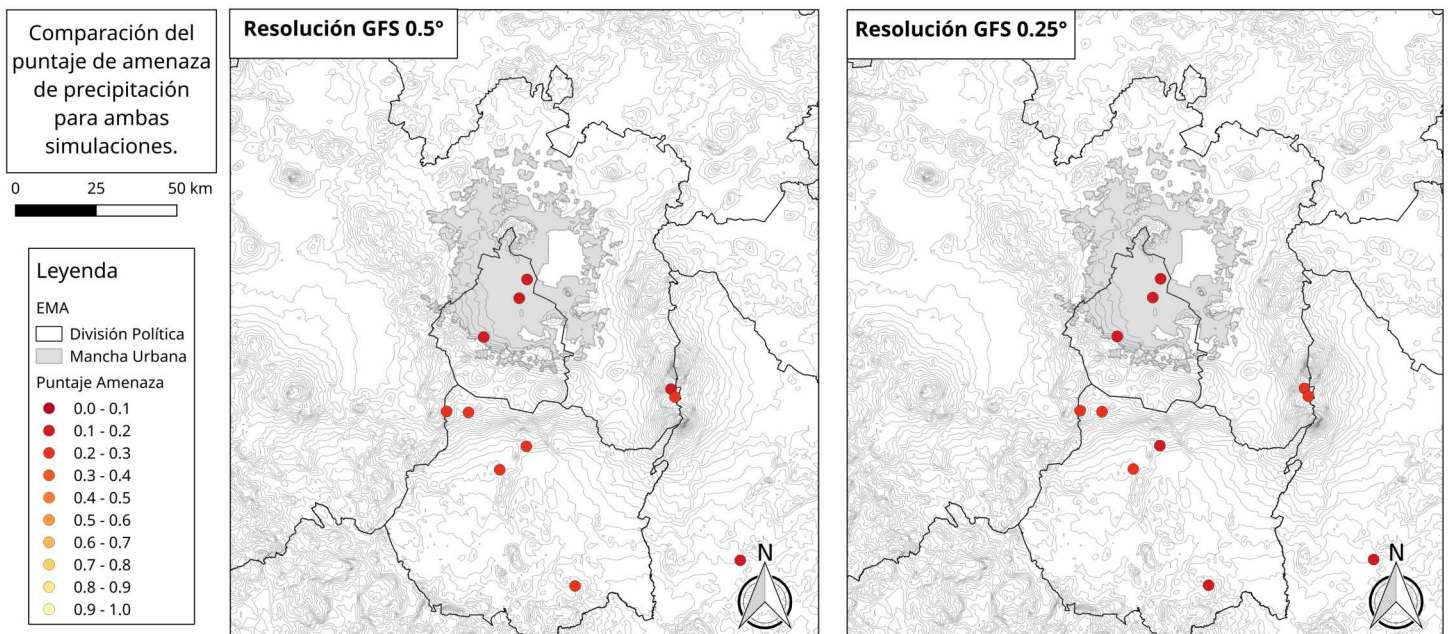 Comparación del
puntaje de amenaza
de precipitación
para ambas
simulaciones.
0 25 50 km
Leyenda
EMA
División Política
Mancha Urbana
Puntaje Amenaza
0.0 - 0.1
0.1 - 0.2
0.2 - 0.3
0.3 - 0.4
0.4 - 0.5
0.5 - 0.6
0.6 - 0.7
0.7 - 0.8
0.8 - 0.9
0.9 - 1.0
Resolución GFS 0.5°
N
Resolución GFS 0.25°
N